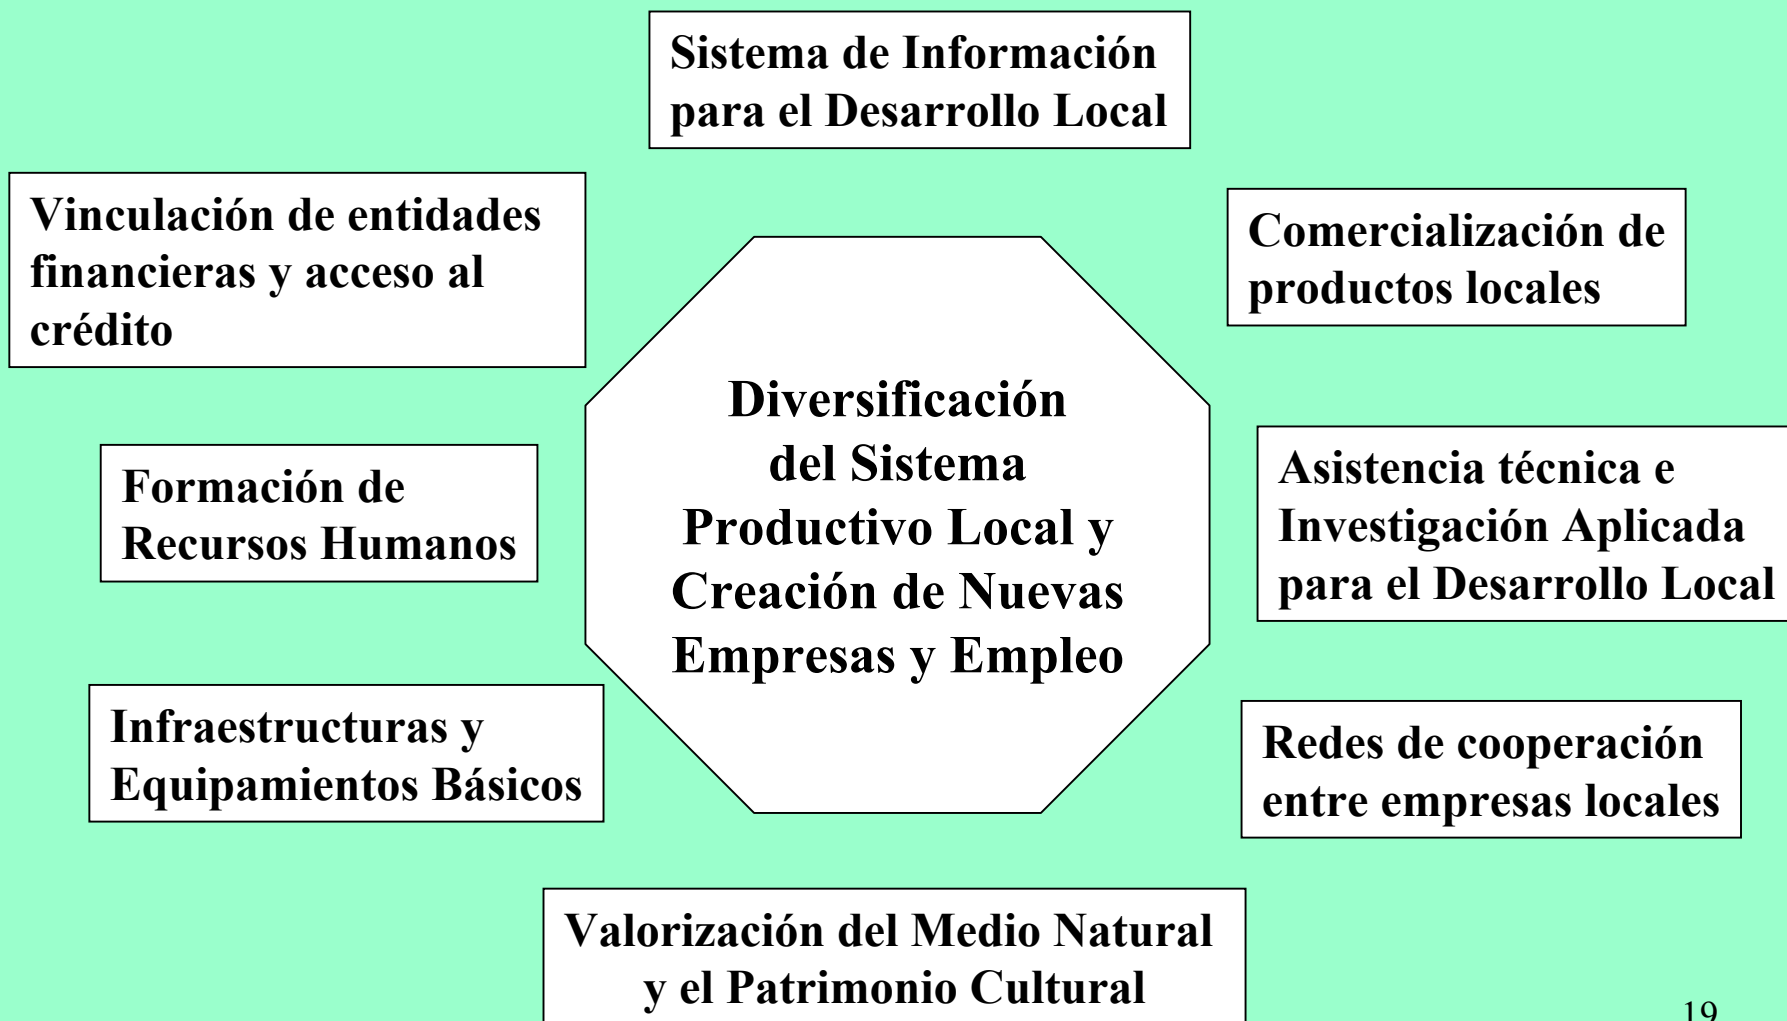 Sistema de Información
para el Desarrollo Local
Vinculación de entidades
financieras y acceso al
crédito
Comercialización de
productos locales
Diversificación
del Sistema
Productivo Local y
Creación de Nuevas
Empresas y Empleo
Formación de
Recursos Humanos
Asistencia técnica e
Investigación Aplicada
para el Desarrollo Local
Infraestructuras y
Equipamientos Básicos
Redes de cooperación
entre empresas locales
Valorización del Medio Natural
y el Patrimonio Cultural
19